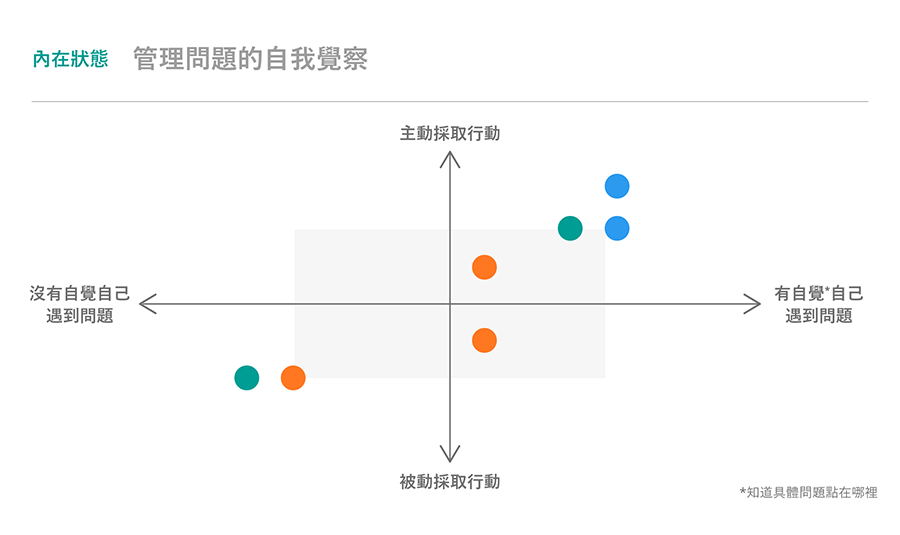 內在狀態 管理問題的自我覺察
主動採取行動
沒有自覺自己
遇到問題
有自覺*自己
遇到問題
被動採取行動
*知道具體問題點在哪裡